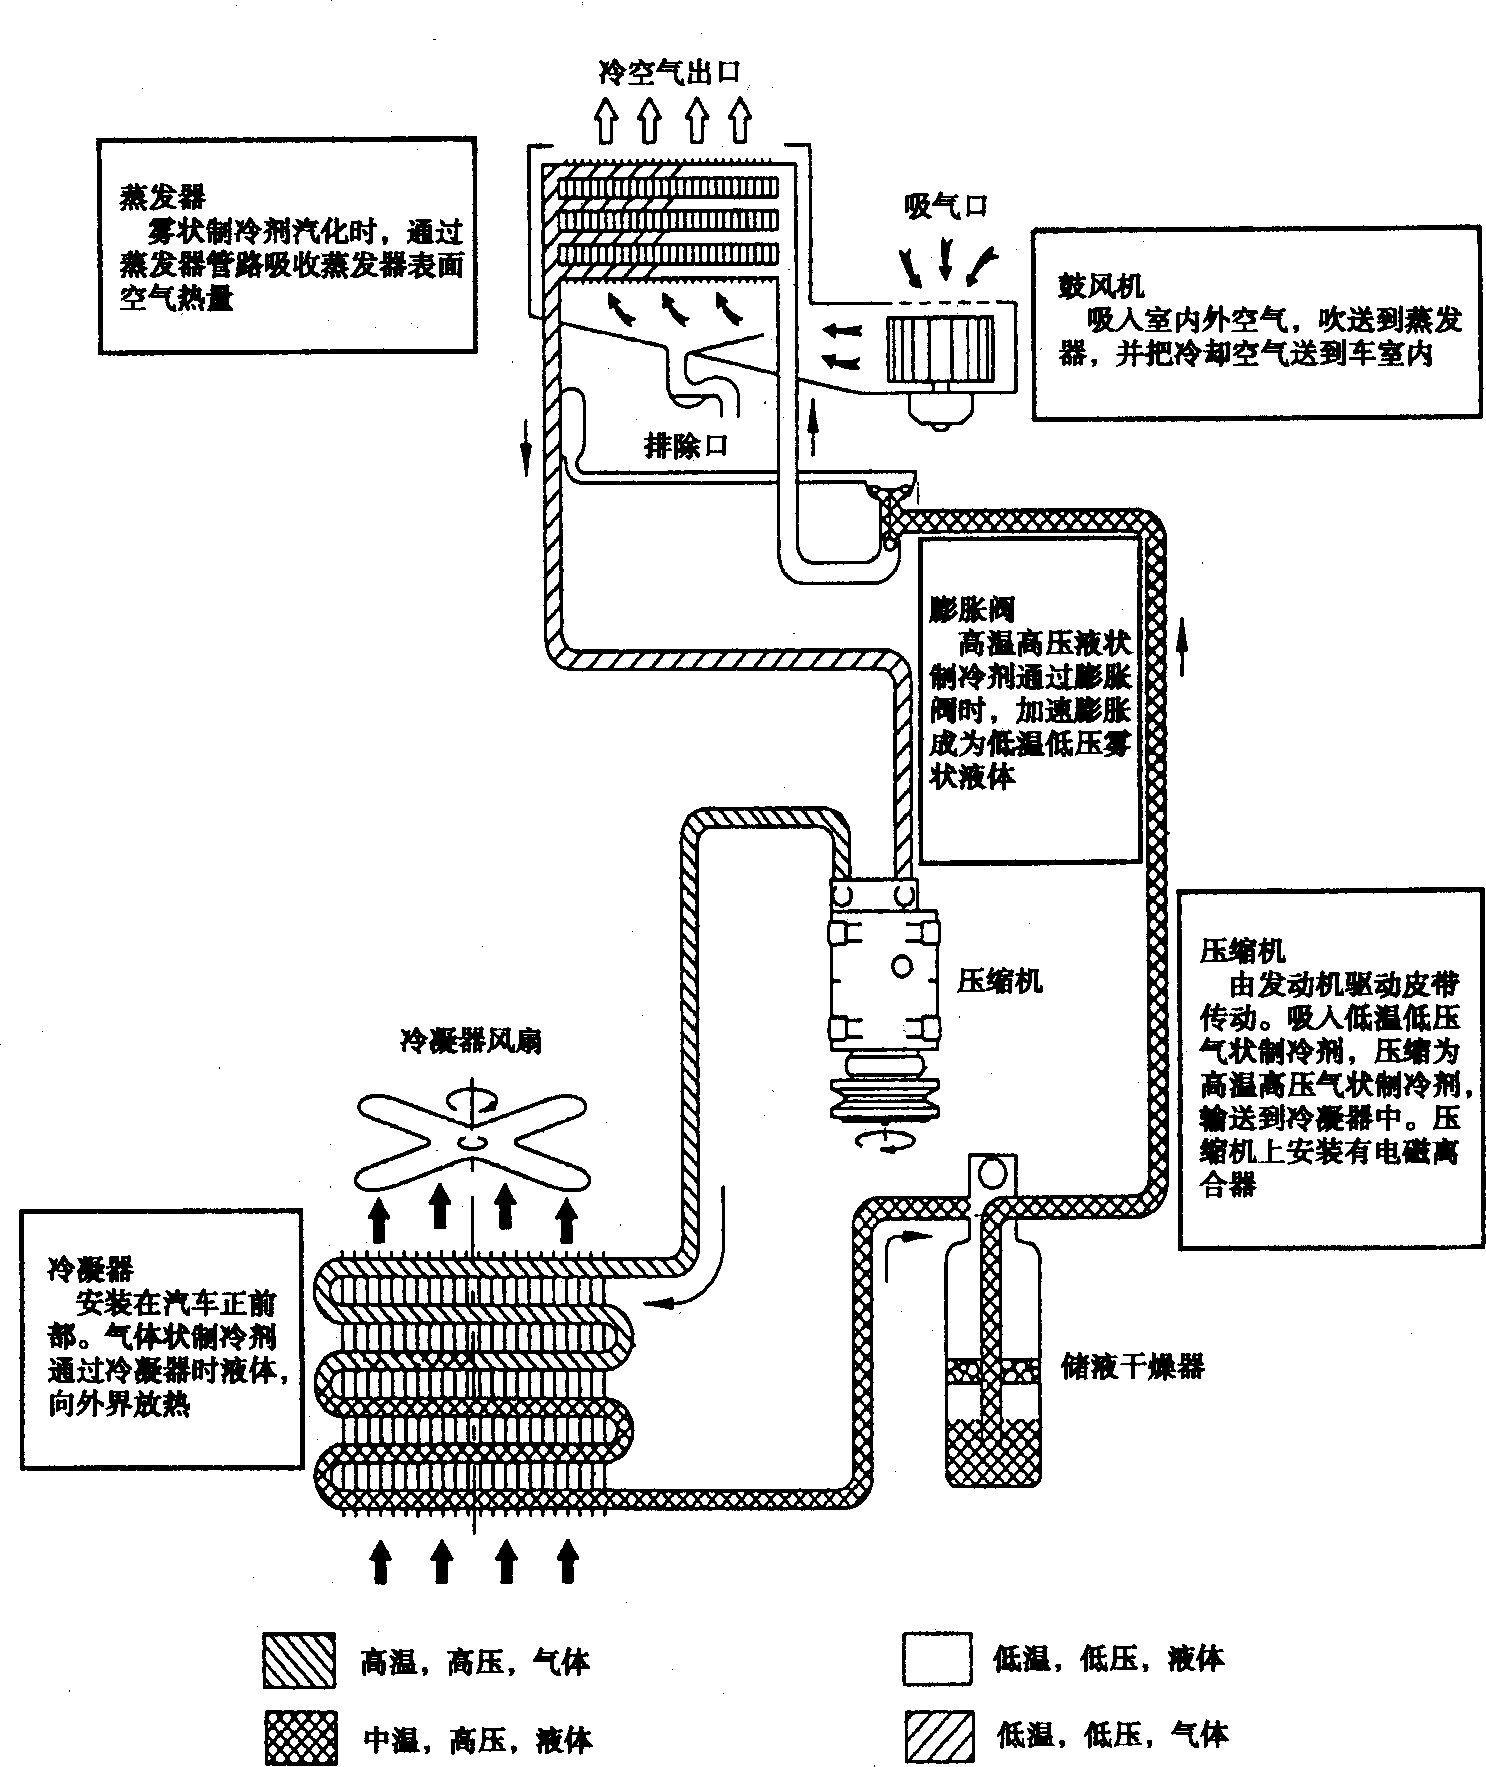 冷空气出口
蒸发器
雾状制冷剂汽化时，通过
蒸发器管路吸收蒸发器表面
空气热量
吸气口
鼓风机
吸入室内外空气，吹送到蒸发
器，并把冷却空气送到车室内
排除口
膨胀阀
高温高压液状
制冷剂通过膨胀
阀时，加速膨胀
成为低温低压雾
状液体
压缩机
压缩机
由发动机驱动皮带
传动。吸入低温低压
气状制冷剂，压缩为
高温高压气状制冷剂，
输送到冷凝器中。压
缩机上安装有电磁离
合器
冷凝器风扇
冷凝器
安装在汽车正前
部。气体状制冷剂
通过冷凝器时液体，
向外界放热
储液干燥器
高温，高压，气体
低温，低压，液体
中温，高压，液体
低温，低压，气体